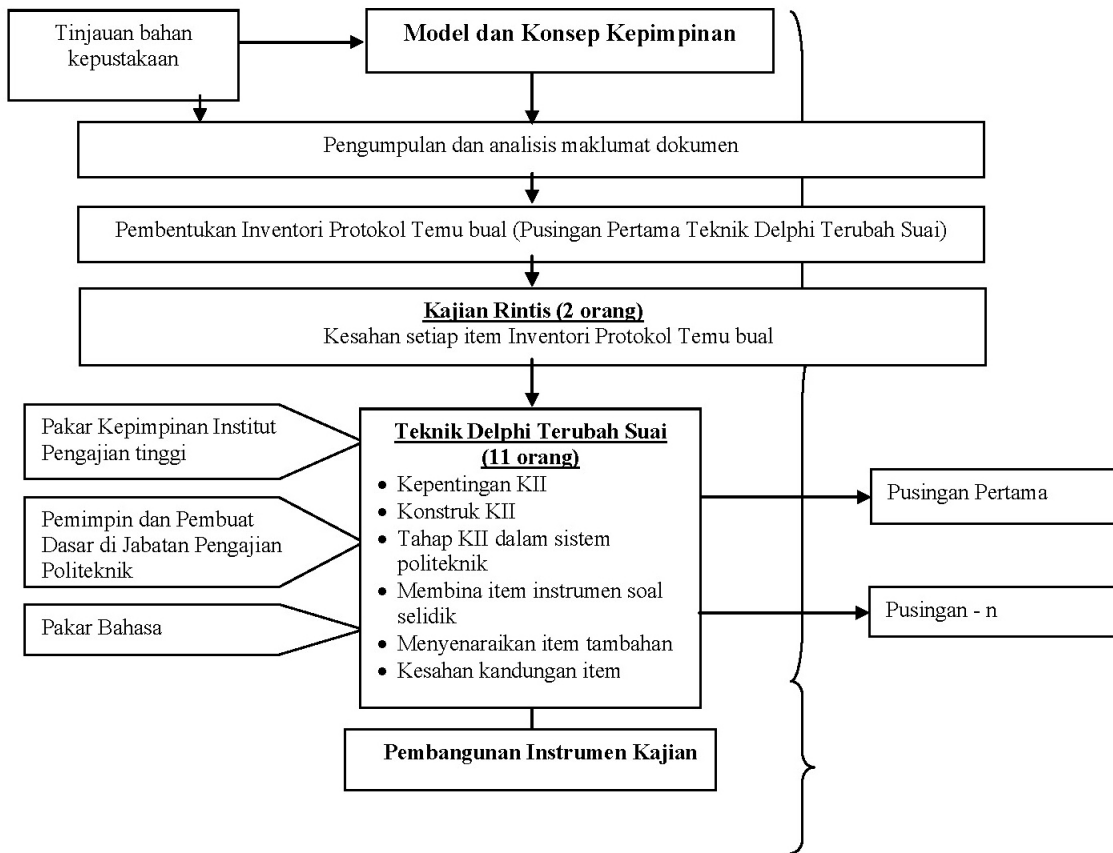 Tinjauan bahan
kepustakaan
Model dan Konsep Kepimpinan
Pengumpulan dan analisis maklumat dokumen
Pembentukan Inventori Protokol Temu bual (Pusingan Pertama Teknik Delphi Terubah Suai)
Kajian Rintis (2 orang)
Kesahan setiap item Inventori Protokol Temu bual
Pakar Kepimpinan Institut
Pengajian tinggi
Pemimpin dan Pembuat
Dasar di Jabatan Pengajian
Politeknik
Pakar Bahasa
Teknik Delphi Terubah Suai
(11 orang)
• Kepentingan KII
• Konstruk KII
• Tahap KII dalam sistem
politeknik
• Membina item instrumen soal
selidik
• Menyenaraikan item tambahan
• Kesahan kandungan item
Pusingan Pertama
Pusingan - n
Pembangunan Instrumen Kajian